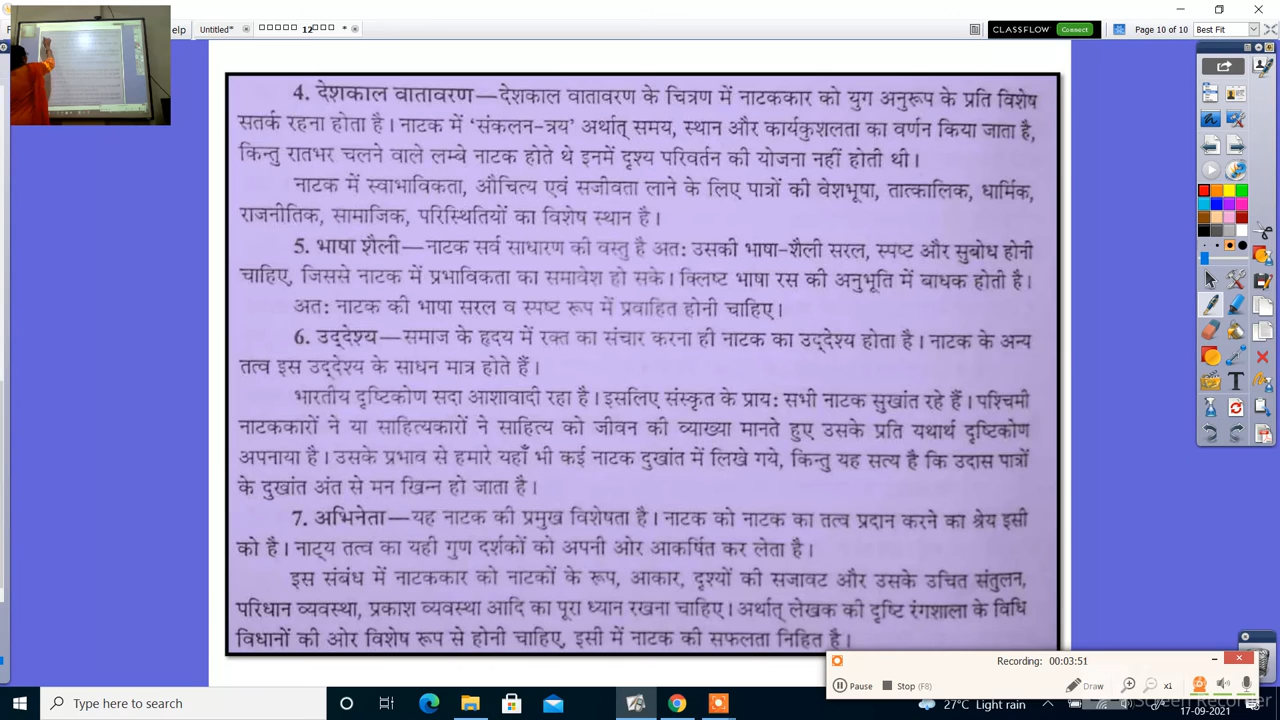 Help
Untitled*
12
*
CLASSFLOW
Connect
Page 10 of 10
Best Fit
4. देशकाल वातावरण—देशकाल वातावरण के चित्रण में नाटककार को युग अनुरूप के प्रति विशेष
सतर्क रहना होता है। नाटक में ‘संकलन-त्रय’ अर्थात् समय, स्थान और कार्यकुशलता का वर्णन किया जाता है,
किन्तु रातभर चलने वाले लम्बे नाटक होते थे इनमें दृश्य परिवर्तन की योजना नहीं होती थी।
नाटक में स्वाभाविकता, औचित्य एवं सजीवता लाने के लिए पात्रों की वेशभूषा, तात्कालिक, धार्मिक,
राजनीतिक, सामाजिक, परिस्थितियों का विशेष स्थान है।
5. भाषा शैली—नाटक सर्व साधारण की वस्तु है अत: उसकी भाषा-शैली सरल, स्पष्ट और सुबोध होनी
चाहिए, जिससे नाटक में प्रभाविकता का समावेश हो सके। क्लिष्ट भाषा रस की अनुभूति में बाधक होती है।
अत: नाटक की भाषा सरल व स्पष्ट रूप में प्रवाहित होनी चाहिए।
6. उद्देश्य—समाज के हृदय में रक्त का संचार करना ही नाटक का उद्देश्य होता है। नाटक के अन्य
तत्व इस उद्देश्य के साधन मात्र होते हैं।
भारतीय दृष्टिकोण सदा आशावादी रहा है। इसलिए संस्कृत के प्राय: सभी नाटक सुखांत रहे हैं। पश्चिमी
नाटककारों ने या साहित्यकारों ने साहित्य को जीवन की व्याख्या मानते हुए उसके प्रति यथार्थ दृष्टिकोण
अपनाया है। उसके प्रभाव से हमारे यहाँ भी कई नाटक दुखांत में लिखे गये, किन्तु यह सत्य है कि उदास पात्रों
के दुखांत अंत से मन खिन्न हो जाता है।
7. अभिनेता—यह नाटक की प्रमुख विशेषता है। नाटक को नाटक का तत्व प्रदान करने का श्रेय इसी
को है। नाट्य तत्व का यही गुण दर्शकों को अपनी ओर आकर्षित कर लेता है।
इस संबंध में नाटककार को नाटकों के रूप, आकार, दृश्यों की सजावट और उसके उचित संतुलन,
परिधान व्यवस्था, प्रकाश व्यवस्था आदि का पूरा ध्यान रखना चाहिए। अर्थात् लेखक की दृष्टि रंगशाला के विधि
विधानों को ओर विशेष रूप से होनी चाहिए, इसी में नाटक की सफलता निहित है।
Recording: 00:03:51
Pause
Stop (F8)
x1
Draw
Type here to search
27°C Light rain
17-09-2021
Screen Recorder